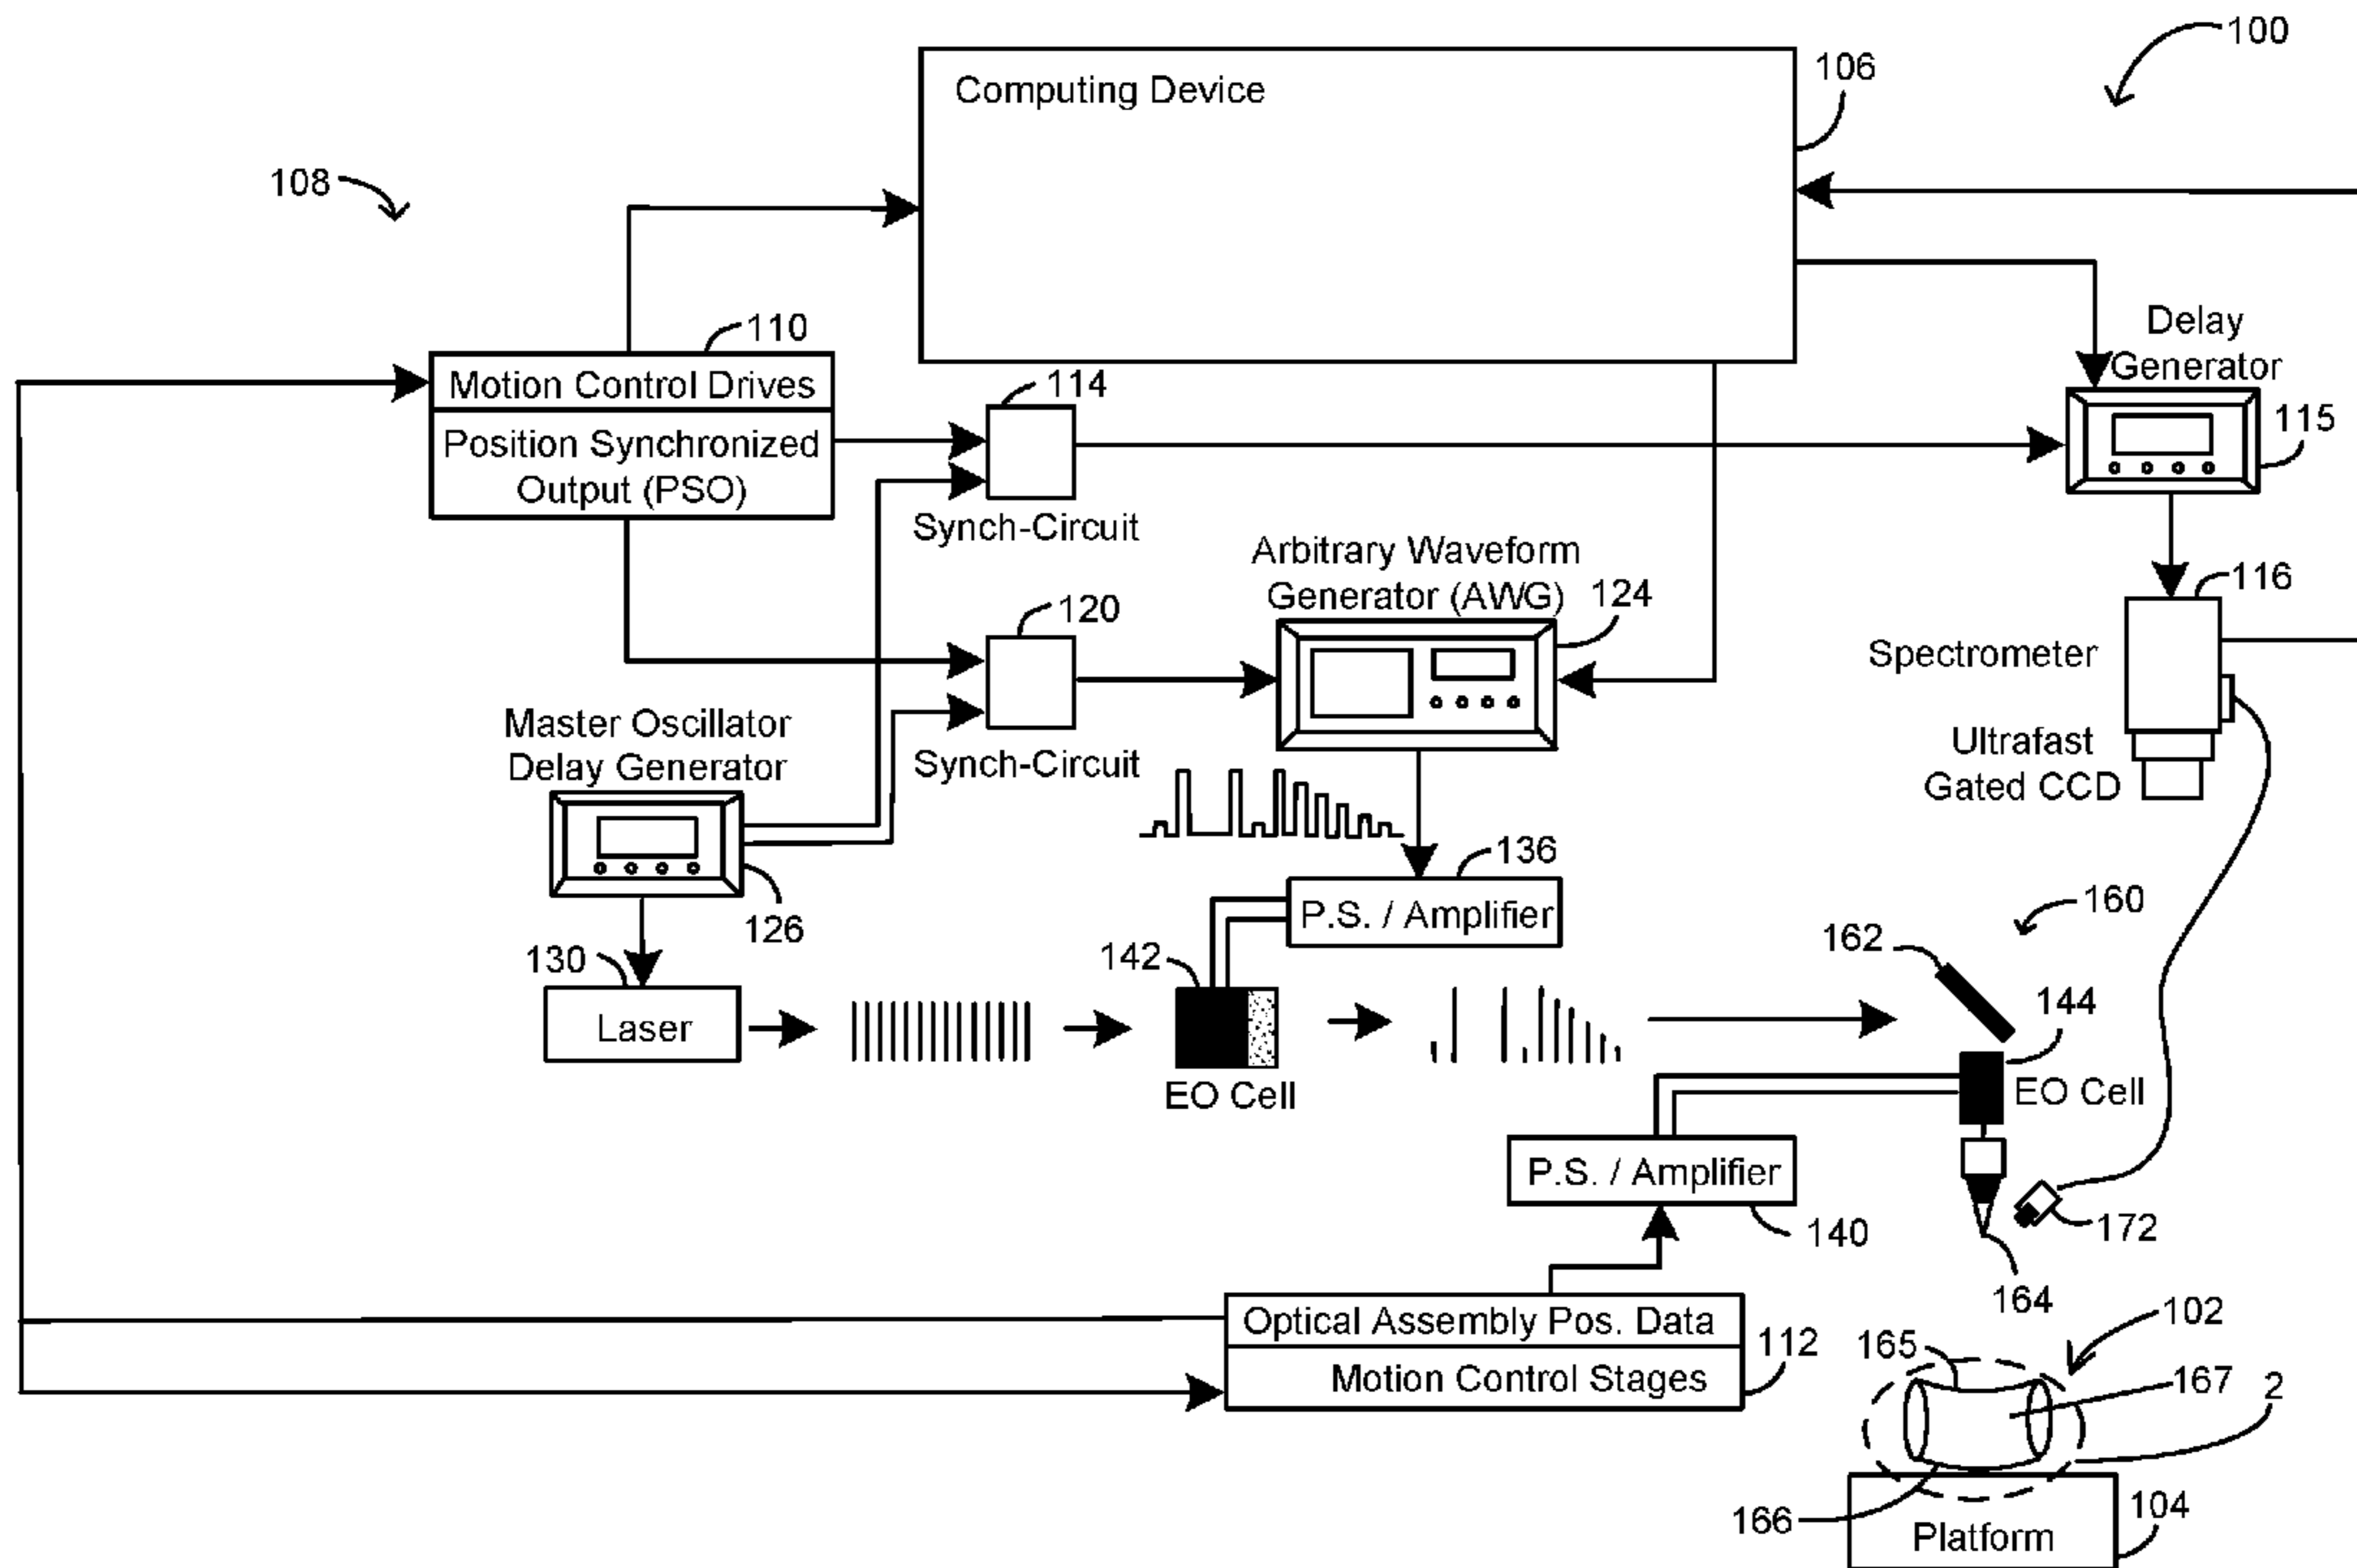 100
Computing Device
106
108
110
Motion Control Drives
Position Synchronized
Output (PSO)
114
Synch-Circuit
Delay
Generator
115
Arbitrary Waveform
Generator (AWG)
124
116
120
Synch-Circuit
Spectrometer
Ultrafast
Gated CCD
Master Oscillator
Delay Generator
126
136
P.S. / Amplifier
130
Laser
142
EO Cell
160
162
144
EO Cell
P.S. / Amplifier
140
172
164
Optical Assembly Pos. Data
Motion Control Stages
112
102
165
167
2
166
104
Platform